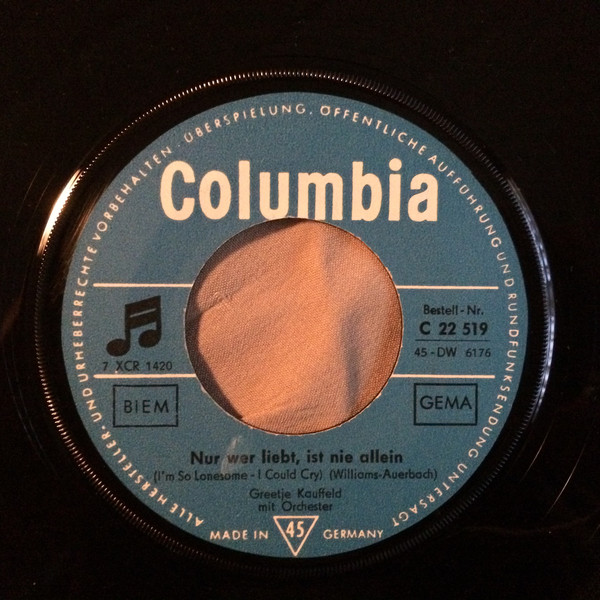 ALLE HERSTELLER- UND URHEBERRECHTE VORBEHALTEN · ÜBERSPIELUNG, ÖFFENTLICHE AUFFÜHRUNG UND RUNDFUNKSENDUNG UNTERSAGT
Columbia
Bestell-Nr.
C 22 519
7 XCR 1420
45-DW 6176
BIEM
GEMA
Nur wer liebt, ist nie allein
(I'm So Lonesome - I Could Cry) (Williams-Auerbach)
Greetje Kauffeld
mit Orchester
MADE IN 45 GERMANY